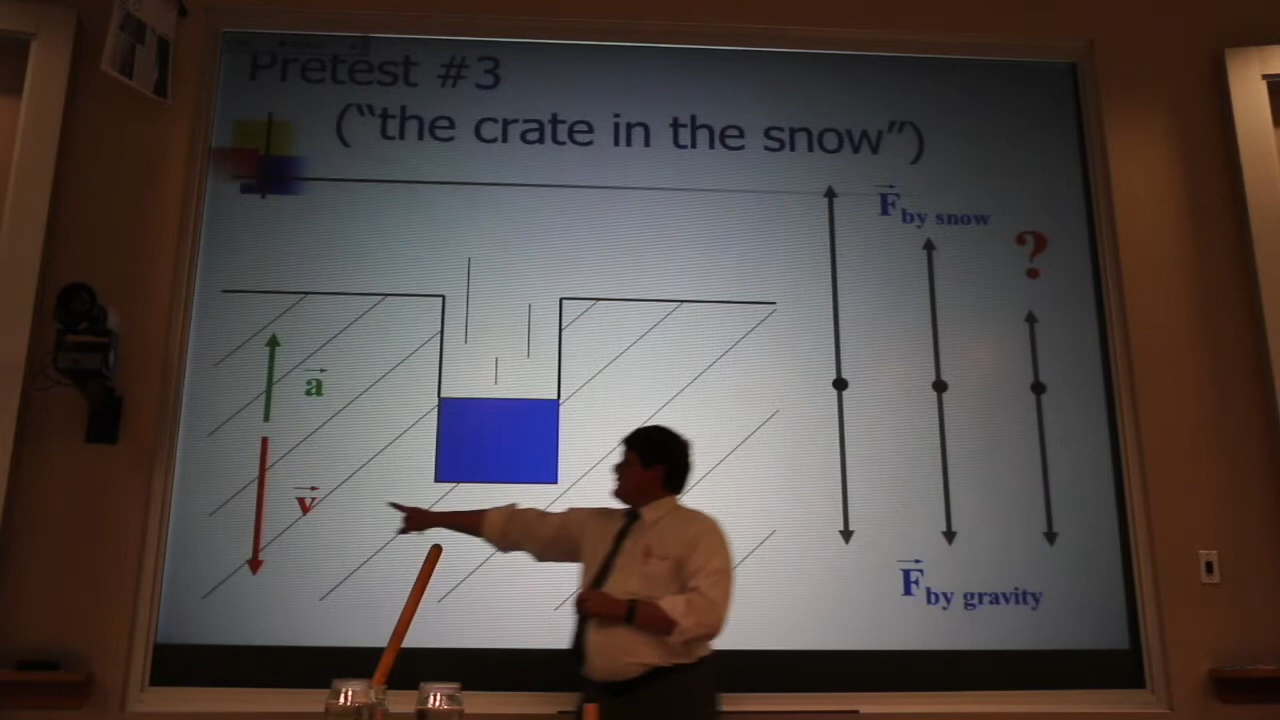 Pretest #3
("the crate in the snow")
F by snow
?
a
v
F by gravity